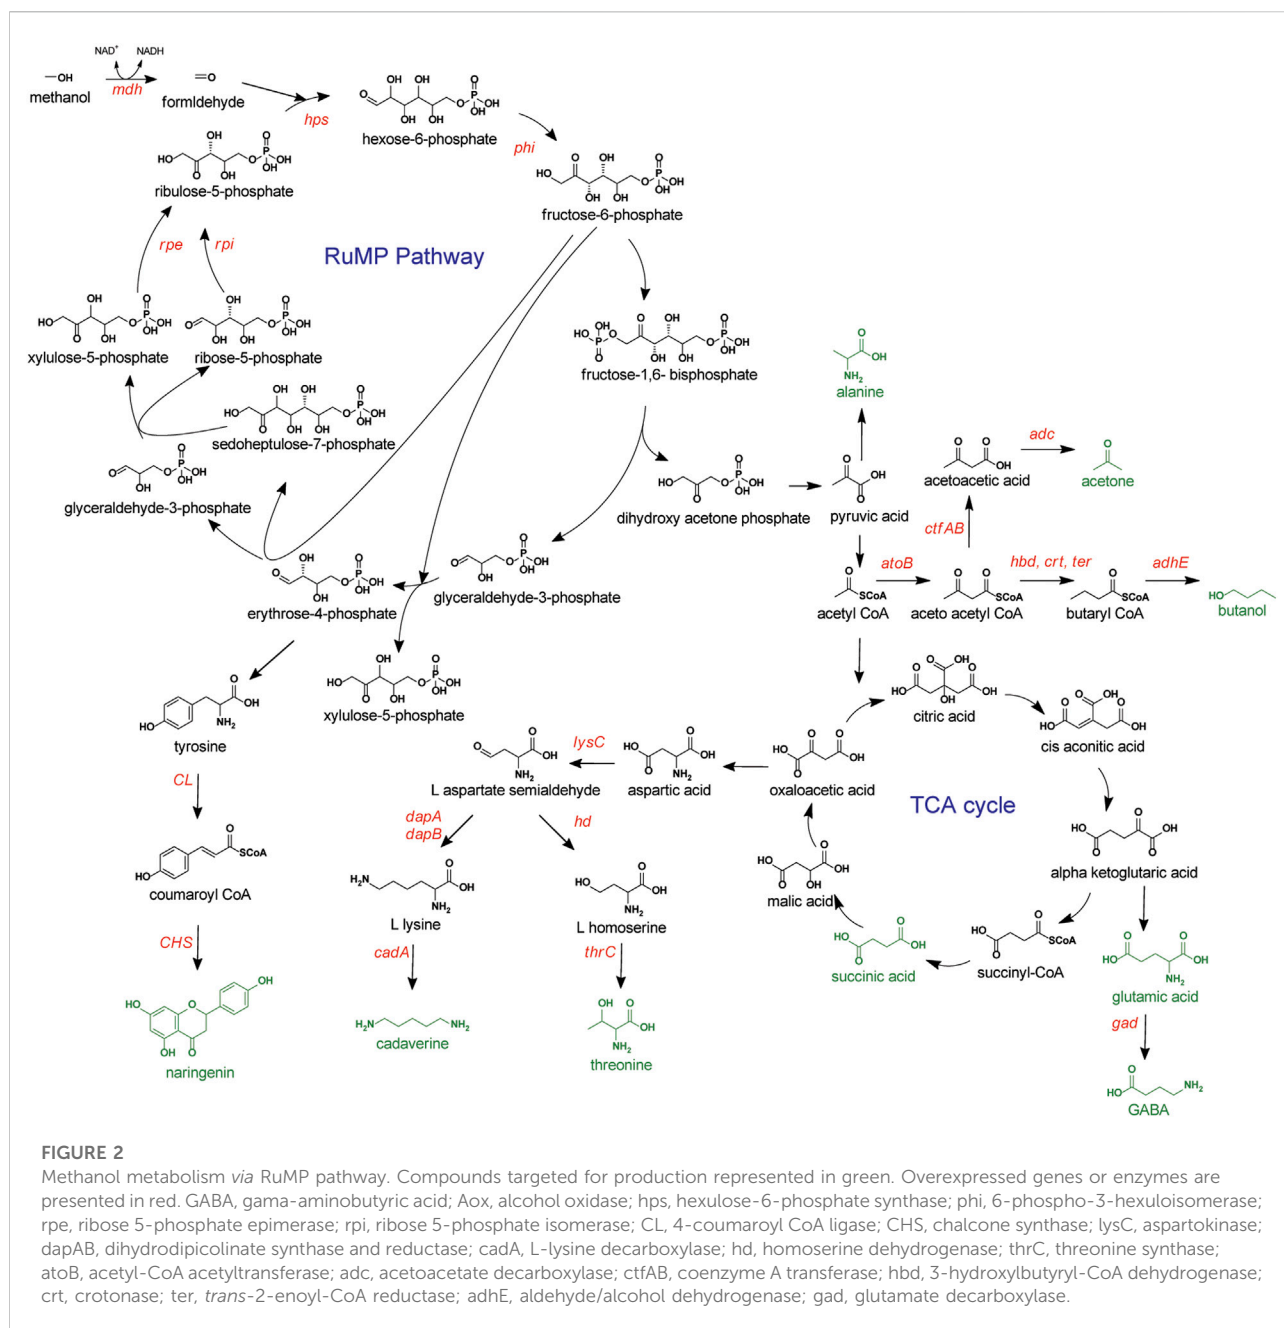 NAD+
NADH
—OH
=O
mdh
methanol
formldehyde
hps
hexose-6-phosphate
phi
ribulose-5-phosphate
fructose-6-phosphate
rpe
rpi
RuMP Pathway
xylulose-5-phosphate
ribose-5-phosphate
fructose-1,6- bisphosphate
alanine
sedoheptulose-7-phosphate
adc
glyceraldehyde-3-phosphate
acetoacetic acid
acetone
dihydroxy acetone phosphate
pyruvic acid
ctfAB
atoB
hbd, crt, ter
adhE
erythrose-4-phosphate
glyceraldehyde-3-phosphate
acetyl CoA
aceto acetyl CoA
butaryl CoA
butanol
xylulose-5-phosphate
citric acid
cis aconitic acid
tyrosine
lysC
CL
L aspartate semialdehyde
aspartic acid
oxaloacetic acid
TCA cycle
dapA
dapB
hd
coumaroyl CoA
alpha ketoglutaric acid
malic acid
L lysine
L homoserine
CHS
cadA
thrC
succinic acid
succinyl-CoA
glutamic acid
gad
naringenin
cadaverine
threonine
GABA
FIGURE 2
Methanol metabolism via RuMP pathway. Compounds targeted for production represented in green. Overexpressed genes or enzymes are
presented in red. GABA, gama-aminobutyric acid; Aox, alcohol oxidase; hps, hexulose-6-phosphate synthase; phi, 6-phospho-3-hexuloisomerase;
rpe, ribose 5-phosphate epimerase; rpi, ribose 5-phosphate isomerase; CL, 4-coumaroyl CoA ligase; CHS, chalcone synthase; lysC, aspartokinase;
dapAB, dihydrodipicolinate synthase and reductase; cadA, L-lysine decarboxylase; hd, homoserine dehydrogenase; thrC, threonine synthase;
atoB, acetyl-CoA acetyltransferase; adc, acetoacetate decarboxylase; ctfAB, coenzyme A transferase; hbd, 3-hydroxylbutyryl-CoA dehydrogenase;
crt, crotonase; ter, trans-2-enoyl-CoA reductase; adhE, aldehyde/alcohol dehydrogenase; gad, glutamate decarboxylase.